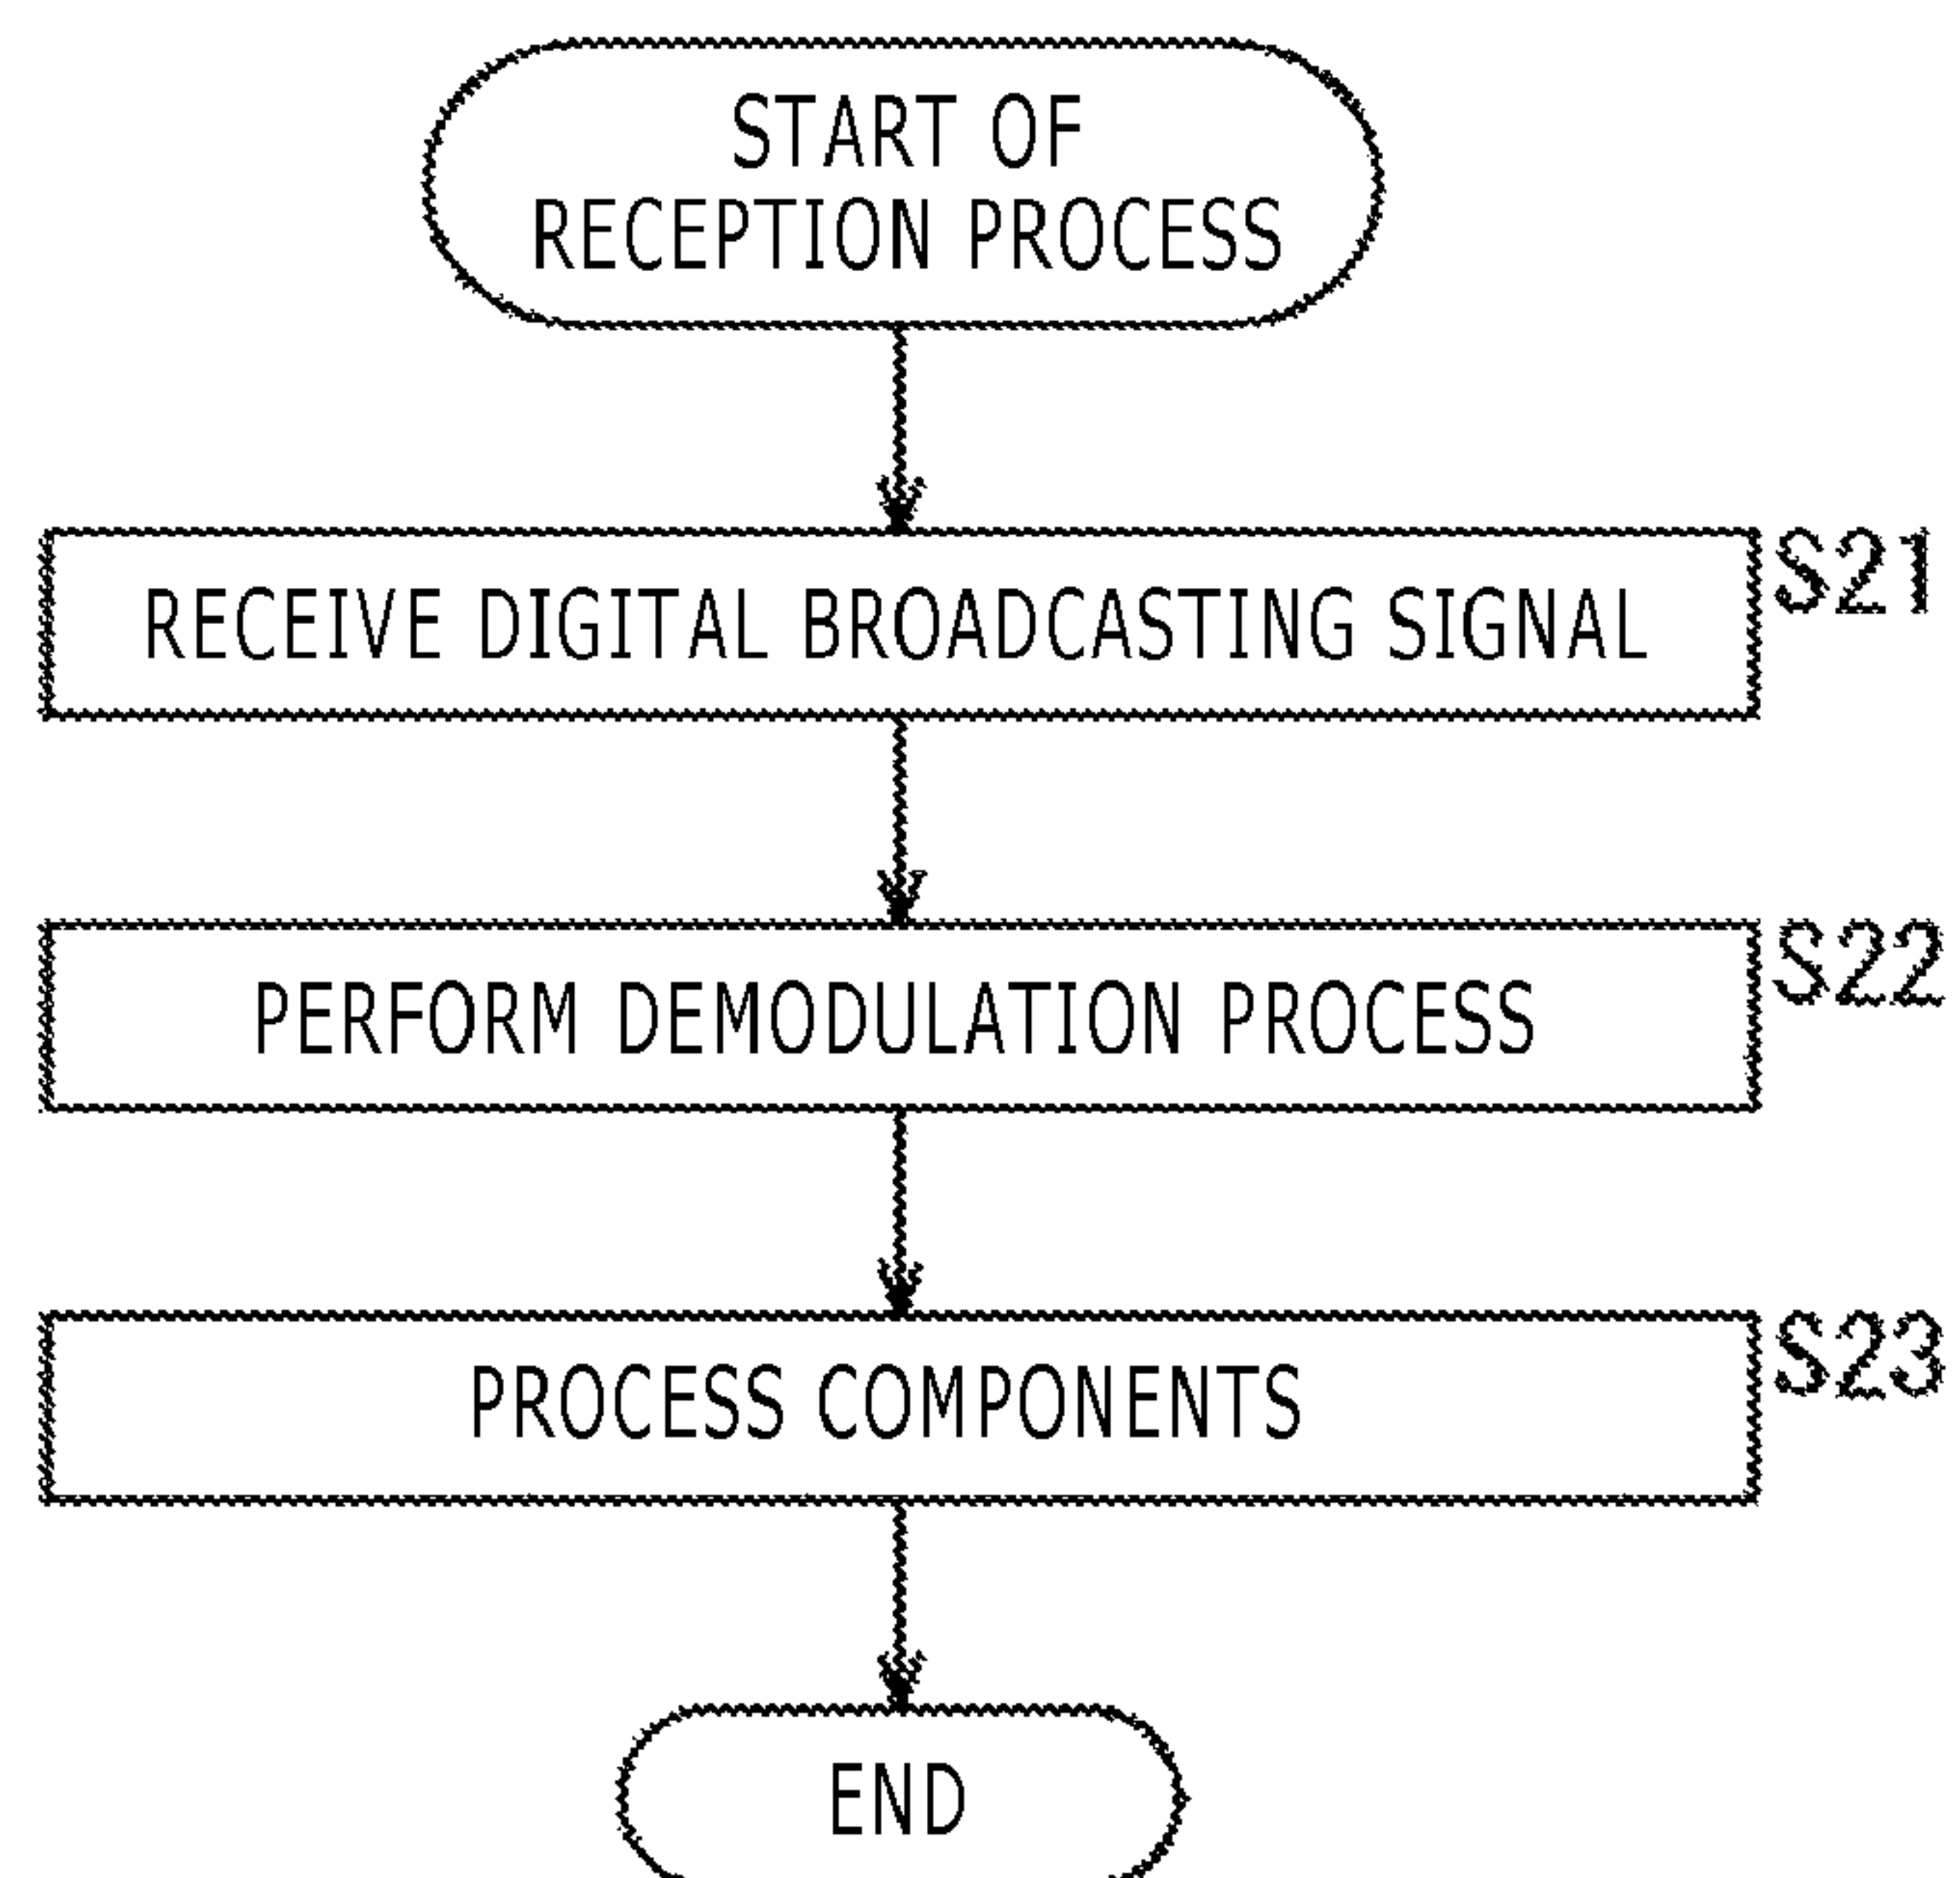 START OF
RECEPTION PROCESS
RECEIVE DIGITAL BROADCASTING SIGNAL
S21
PERFORM DEMODULATION PROCESS
S22
PROCESS COMPONENTS
S23
END